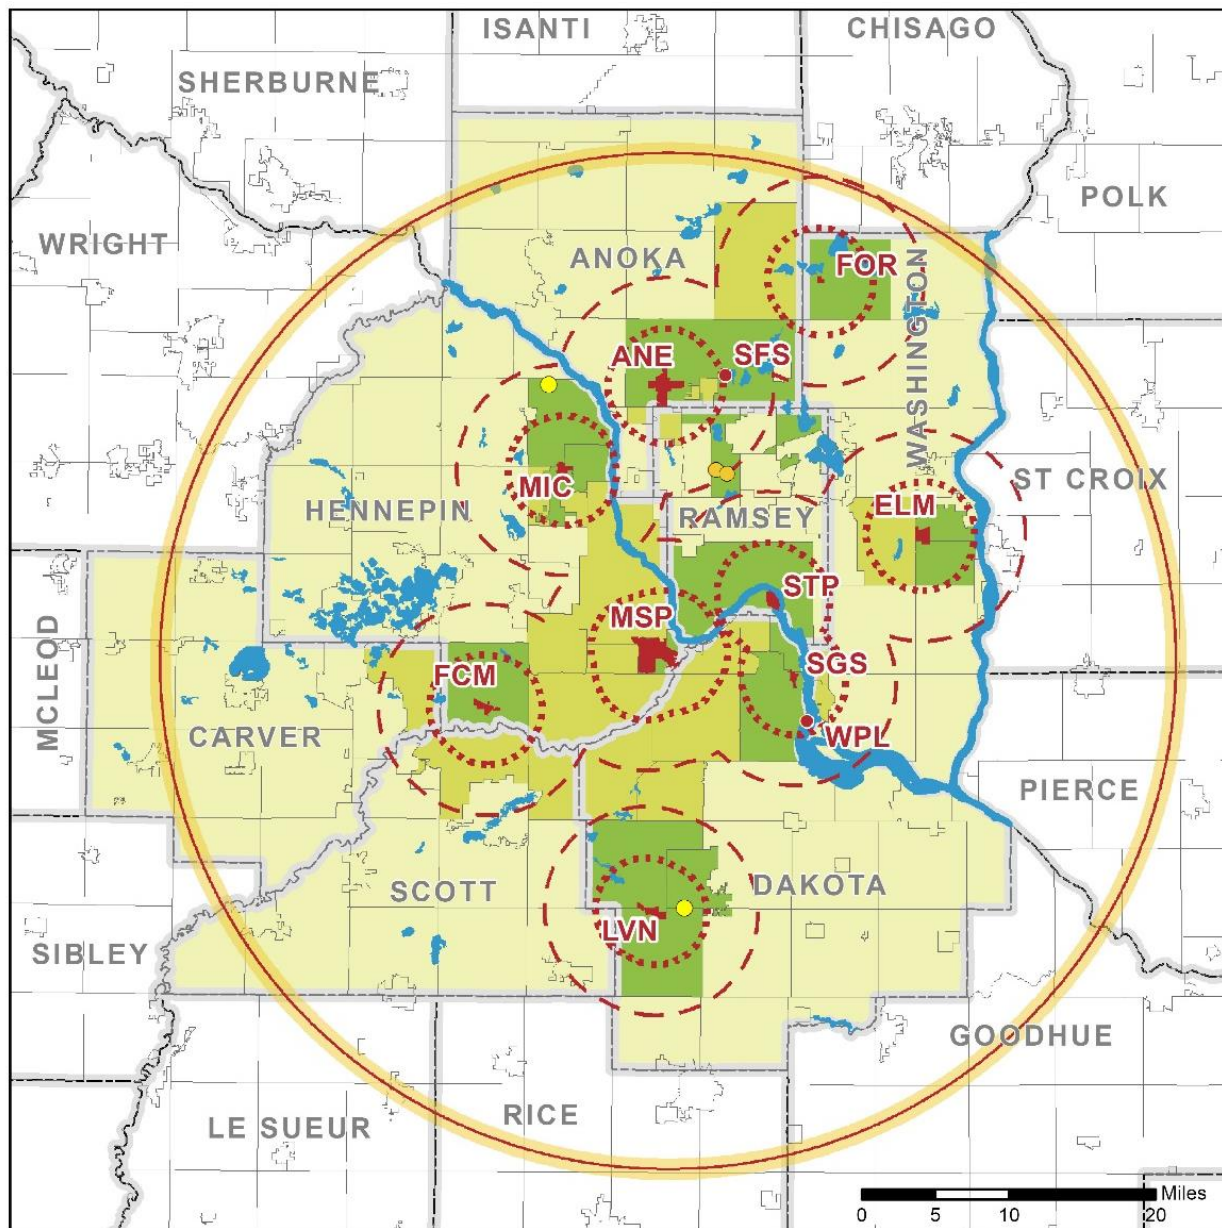 ISANTI
CHISAGO
SHERBURNE
POLK
WRIGHT
ANOKA
FOR
WASHINGTON
ANE
SFS
MIC
HENNEPIN
RAMSEY
ELM
ST CROIX
STP
MSP
SGS
FCM
MCLEOD
CARVER
WPL
PIERCE
SCOTT
DAKOTA
LVN
SIBLEY
GOODHUE
RICE
LE SUEUR
Miles
0 5 10 20